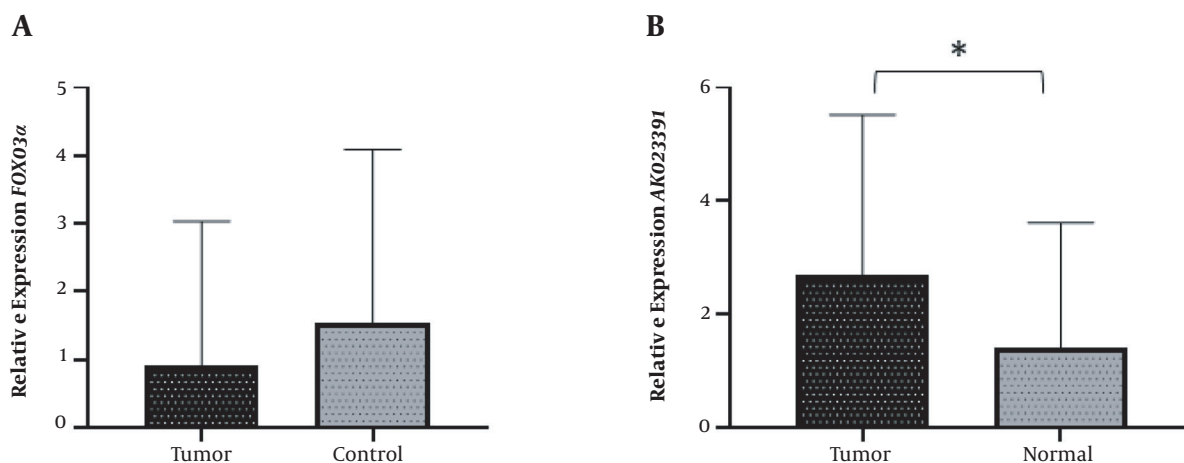 A
Relativ e Expression FOXO3α
5
4
3
2
1
0
Tumor
Control
B
*
Relativ e Expression AK023391
6
4
2
0
Tumor
Normal